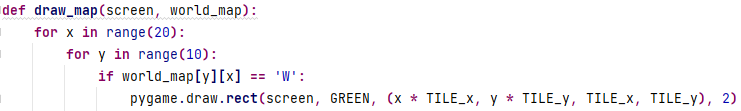 def draw_map(screen, world_map):
    for x in range(20):
        for y in range(10):
            if world_map[y][x] == 'W':
                pygame.draw.rect(screen, GREEN, (x * TILE_x, y * TILE_y, TILE_x, TILE_y), 2)